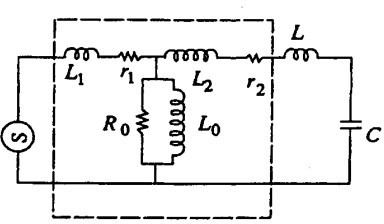 L
L₁ r₁ L₂ r₂
R₀ L₀
S C